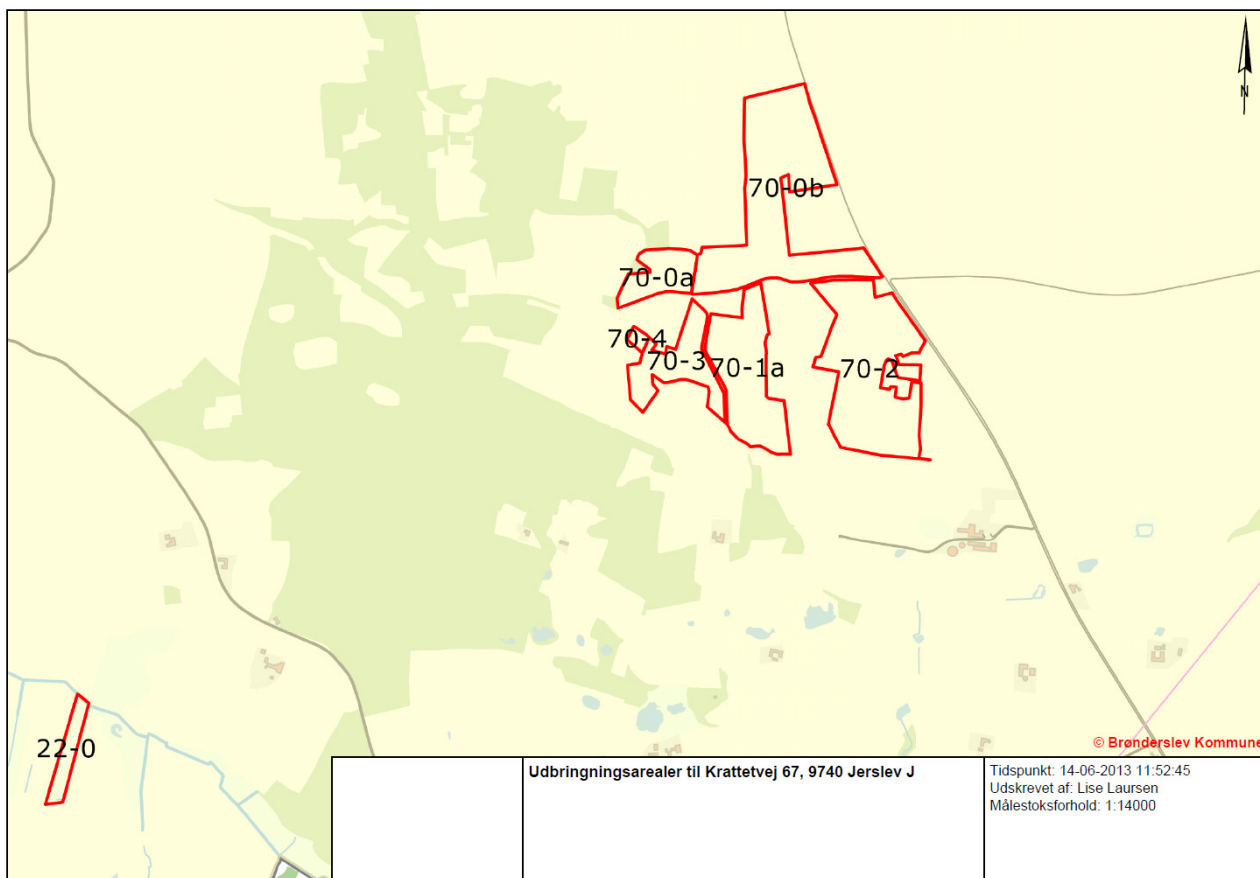 N
70-0b
70-0a
70-4
70-3
70-1a
70-2
22-0
© Brønderslev Kommune
Udbringningsarealer til Krattetvej 67, 9740 Jerslev J
Tidspunkt: 14-06-2013 11:52:45
Udskrevet af: Lise Laursen
Målestoksforhold: 1:14000